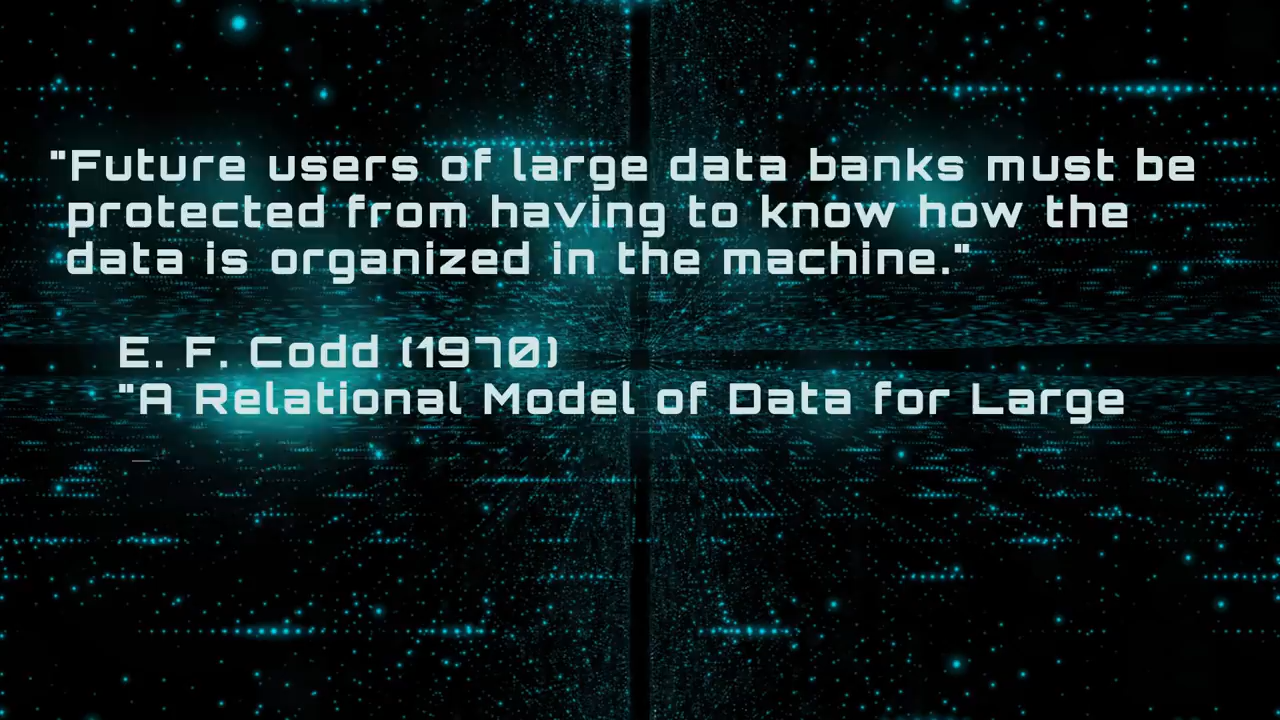 "Future users of large data banks must be
protected from having to know how the
data is organized in the machine."
E. F. Codd (1970)
"A Relational Model of Data for Large